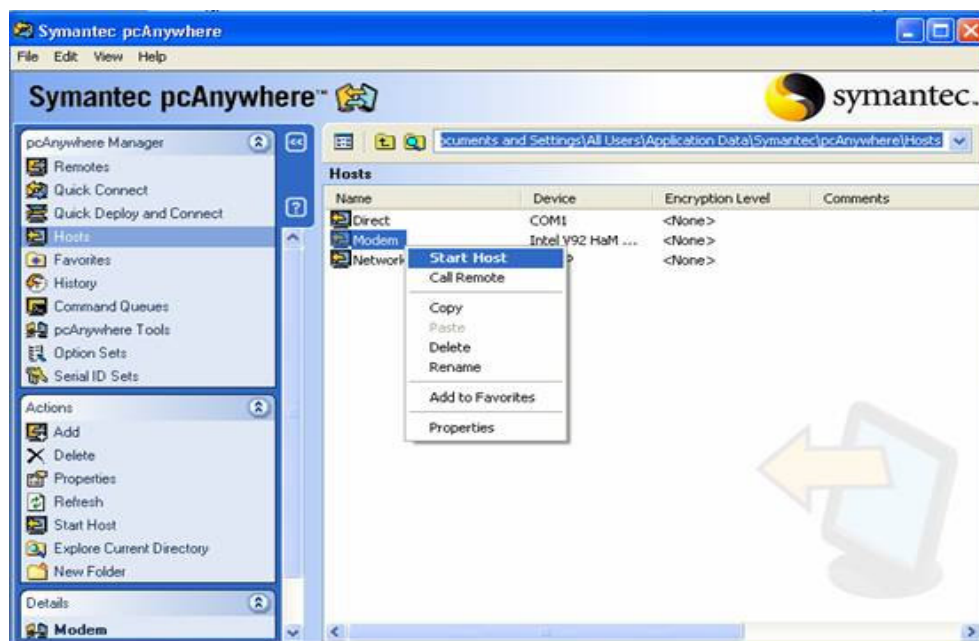 Symantec pcAnywhere
File Edit View Help
Symantec pcAnywhere™
symantec.
pcAnywhere Manager
Remotes
Quick Connect
Quick Deploy and Connect
Hosts
Favorites
History
Command Queues
pcAnywhere Tools
Option Sets
Serial ID Sets
Actions
Add
Delete
Properties
Refresh
Start Host
Explore Current Directory
New Folder
Details
Modem
ocuments and Settings\All Users\Application Data\Symantec\pcAnywhere\Hosts
Hosts
Name Device Encryption Level Comments
Direct COM1 <None>
Modem Intel V92 HaM ... <None>
Network <None>
Start Host
Call Remote
Copy
Paste
Delete
Rename
Add to Favorites
Properties